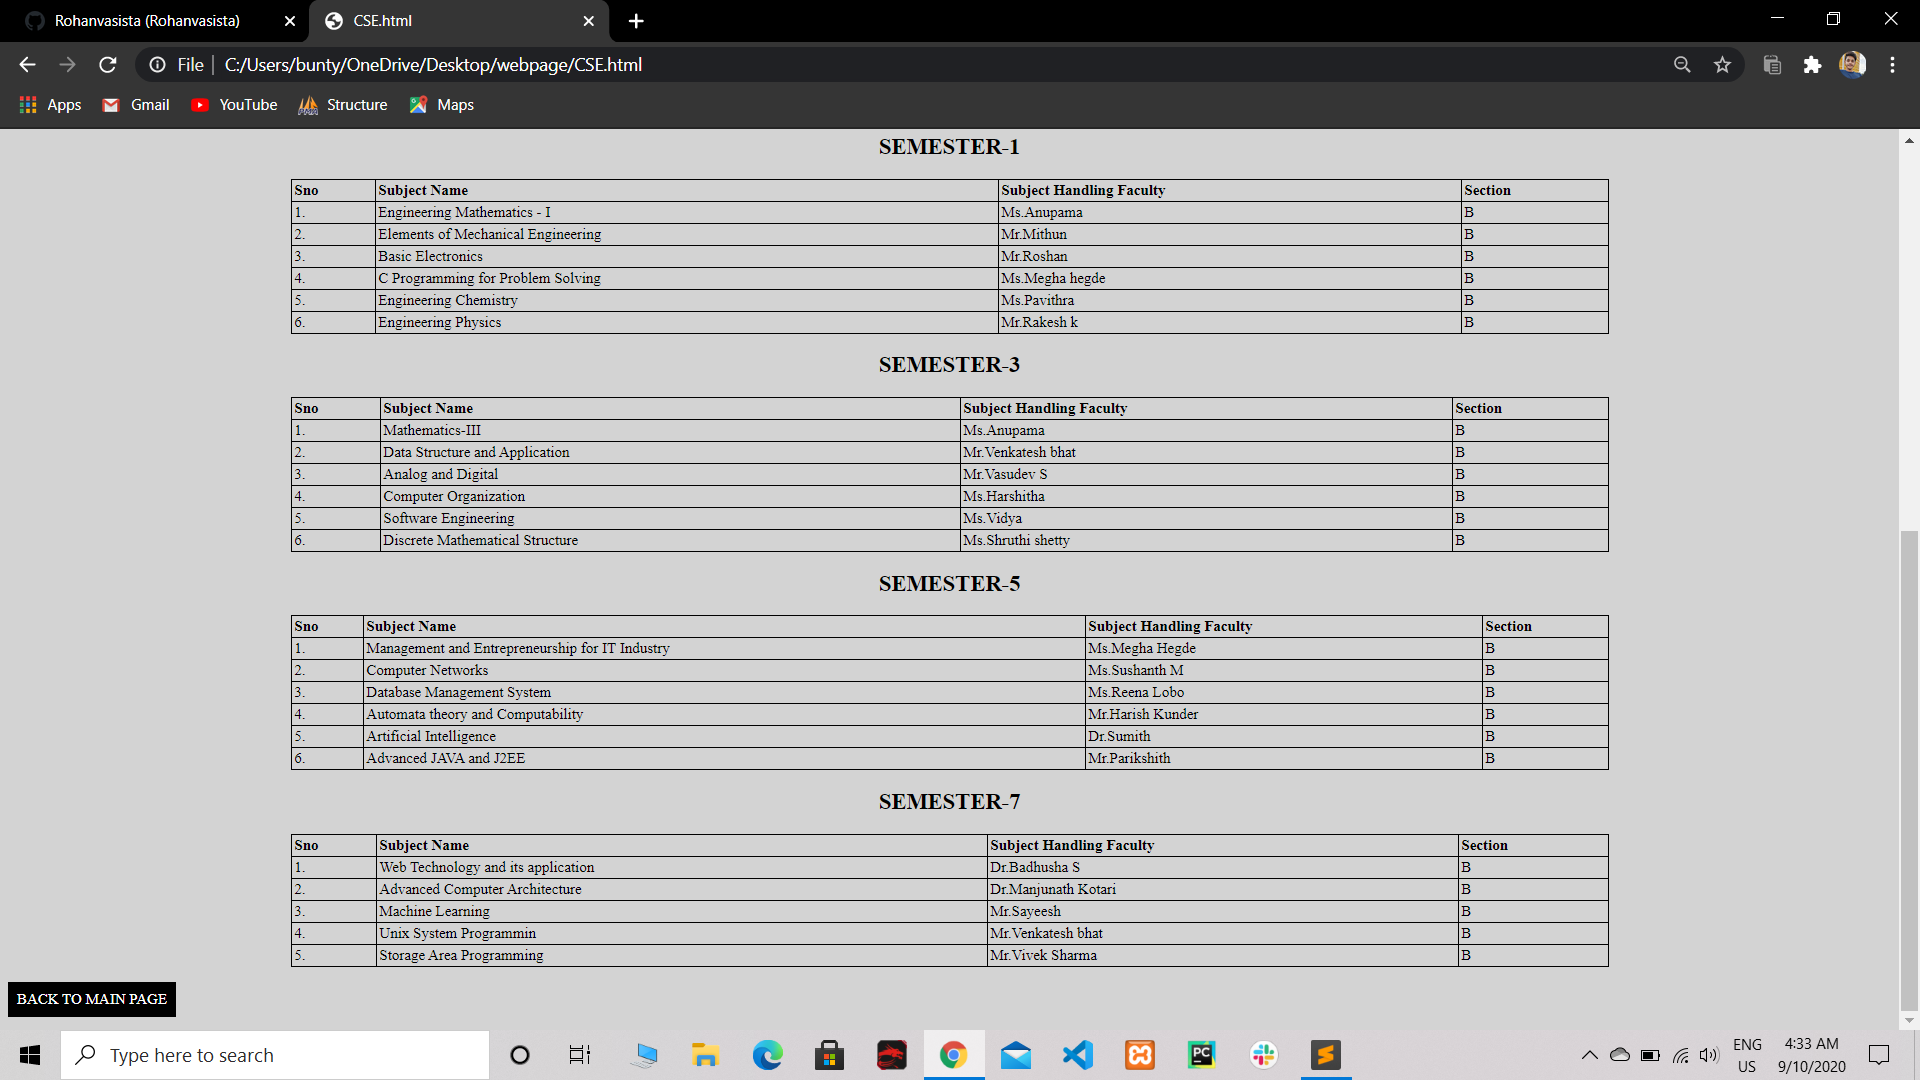 Rohanvasista (Rohanvasista) CSE.html
File C:/Users/bunty/OneDrive/Desktop/webpage/CSE.html
Apps Gmail YouTube Structure Maps
SEMESTER-1
Sno Subject Name Subject Handling Faculty Section
1. Engineering Mathematics - I Ms.Anupama B
2. Elements of Mechanical Engineering Mr.Mithun B
3. Basic Electronics Mr.Roshan B
4. C Programming for Problem Solving Ms.Megha hegde B
5. Engineering Chemistry Ms.Pavithra B
6. Engineering Physics Mr.Rakesh k B
SEMESTER-3
Sno Subject Name Subject Handling Faculty Section
1. Mathematics-III Ms.Anupama B
2. Data Structure and Application Mr.Venkatesh bhat B
3. Analog and Digital Mr.Vasudev S B
4. Computer Organization Ms.Harshitha B
5. Software Engineering Ms.Vidya B
6. Discrete Mathematical Structure Ms.Shruthi shetty B
SEMESTER-5
Sno Subject Name Subject Handling Faculty Section
1. Management and Entrepreneurship for IT Industry Ms.Megha Hegde B
2. Computer Networks Ms.Sushanth M B
3. Database Management System Ms.Reena Lobo B
4. Automata theory and Computability Mr.Harish Kunder B
5. Artificial Intelligence Dr.Sumith B
6. Advanced JAVA and J2EE Mr.Parikshith B
SEMESTER-7
Sno Subject Name Subject Handling Faculty Section
1. Web Technology and its application Dr.Badhusha S B
2. Advanced Computer Architecture Dr.Manjunath Kotari B
3. Machine Learning Mr.Sayeesh B
4. Unix System Programmin Mr.Venkatesh bhat B
5. Storage Area Programming Mr.Vivek Sharma B
BACK TO MAIN PAGE
Type here to search
PC
ENG
US
4:33 AM
9/10/2020